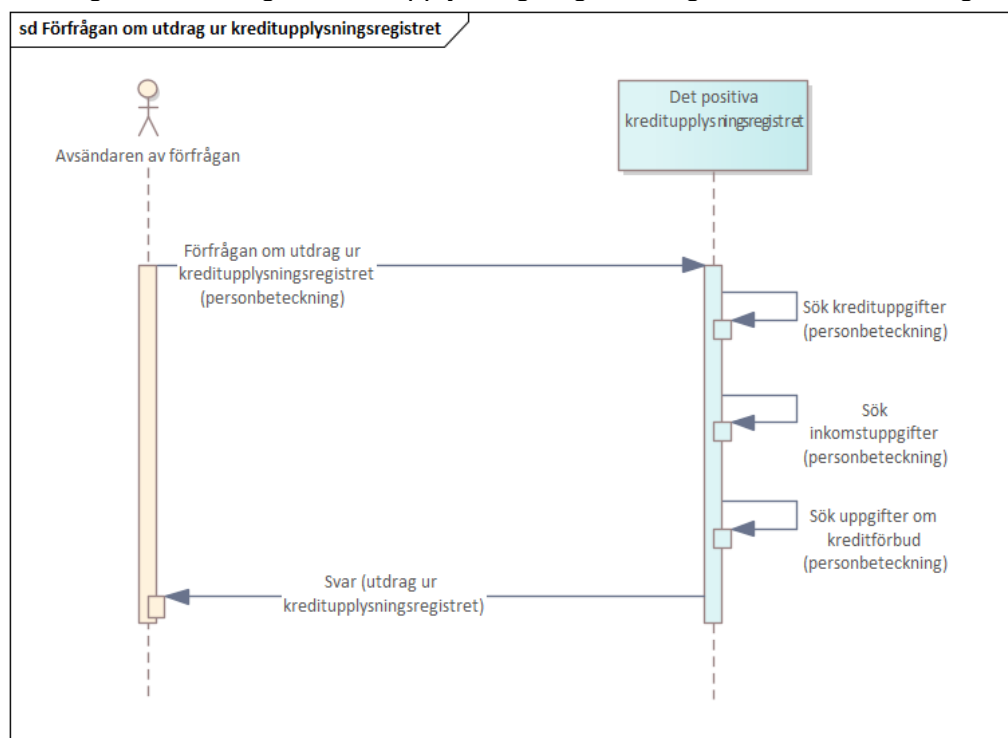 sd Förfrågan om utdrag ur kreditupplysningsregistret
Det positiva
kreditupplysningsregistret
Avsändaren av förfrågan
Förfrågan om utdrag ur
kreditupplysningsregistret
(personbeteckning)
Sök kredituppgifter
(personbeteckning)
Sök
inkomstuppgifter
(personbeteckning)
Sök uppgifter om
kreditförbud
(personbeteckning)
Svar (utdrag ur
kreditupplysningsregistret)